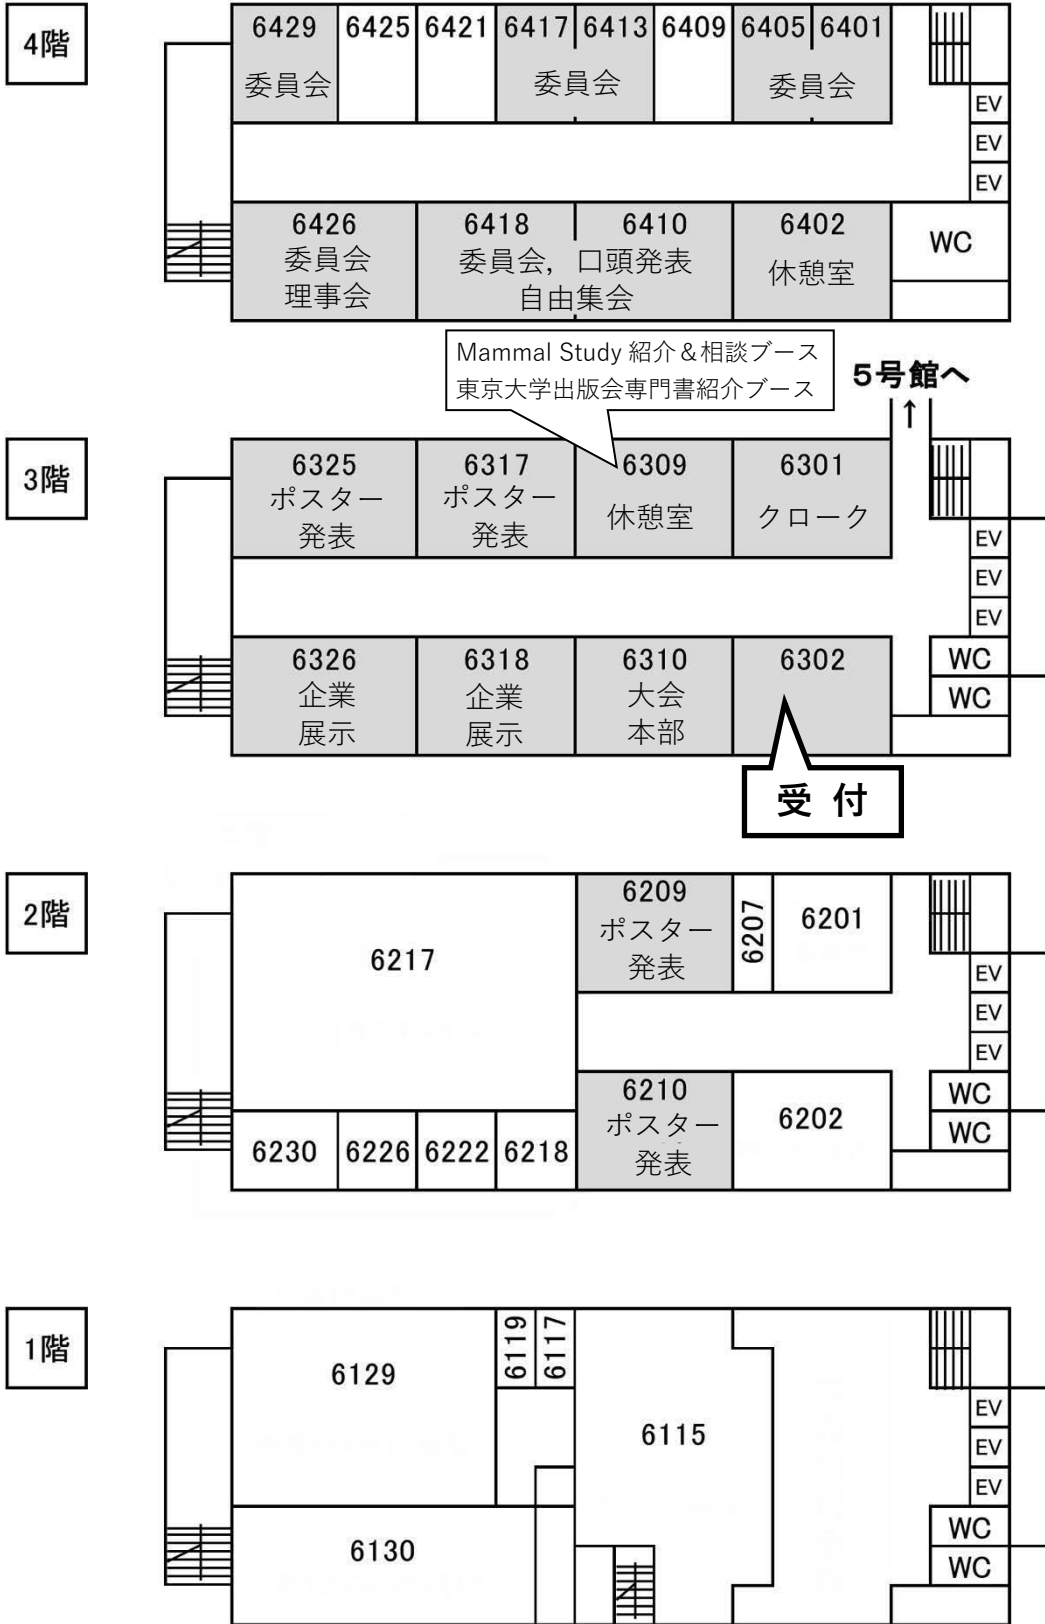 4階
6429 6425 6421 6417 6413 6409 6405 6401
委員会 委員会 委員会
EV
EV
EV
6426 6418 6410 6402 WC
委員会 委員会，口頭発表 休憩室
理事会 自由集会
Mammal Study 紹介＆相談ブース
東京大学出版会専門書紹介ブース
5号館へ
↑
3階
6325 6317 6309 6301
ポスター ポスター 休憩室 クローク
発表 発表
EV
EV
EV
6326 6318 6310 6302 WC
企業 企業 大会 WC
展示 展示 本部
受 付
2階
6217 6209 6207 6201
ポスター
発表
EV
EV
EV
6210 6202 WC
ポスター WC
発表
6230 6226 6222 6218
1階
6129 6119 6117 6115
EV
EV
EV
6130 WC
WC